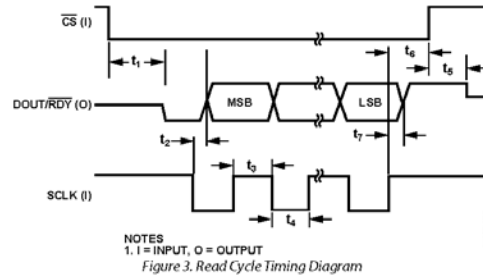 CS (I)
t1
t6
t5
DOUT/RDY (O)
MSB
LSB
t2
t7
t3
SCLK (I)
t4
NOTES
1. I = INPUT, O = OUTPUT
Figure 3. Read Cycle Timing Diagram